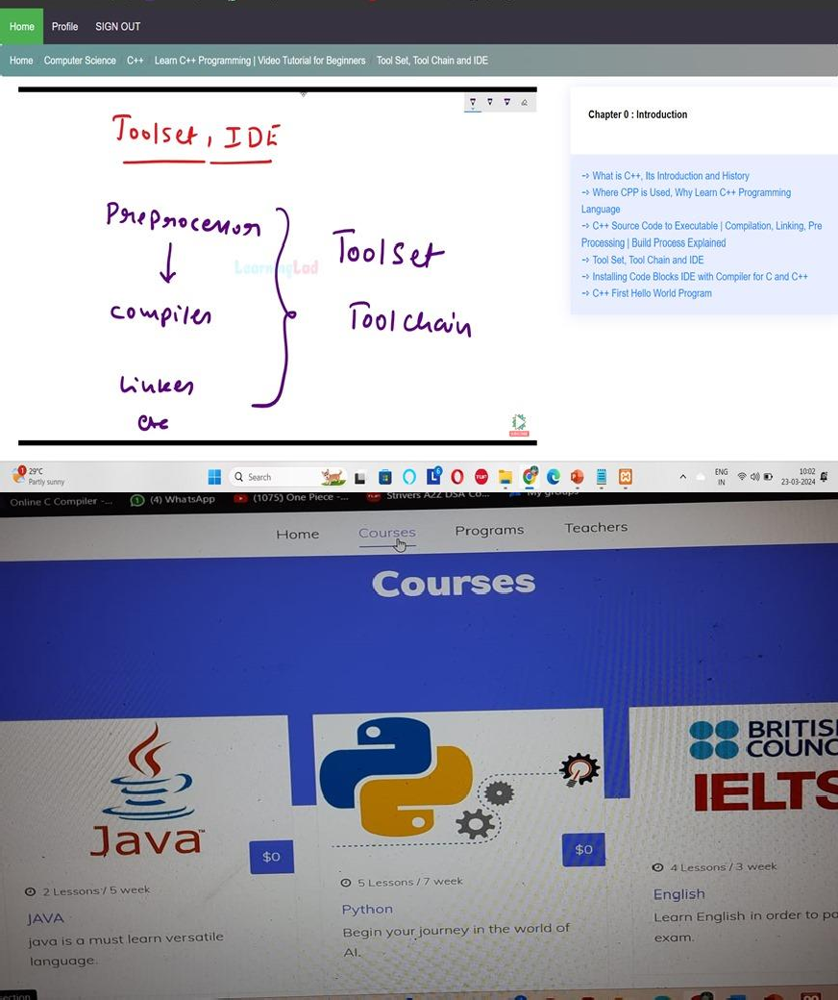 Home Profile SIGN OUT
Home Computer Science C++ Learn C++ Programming | Video Tutorial for Beginners Tool Set, Tool Chain and IDE
Toolset, IDE
Preprocessor
Compiler
Linker
etc
Toolset
Toolchain
LearningLad
SUBSCRIBE
Chapter 0 : Introduction
-> What is C++, Its Introduction and History
-> Where CPP is Used, Why Learn C++ Programming
Language
-> C++ Source Code to Executable | Compilation, Linking, Pre
Processing | Build Process Explained
-> Tool Set, Tool Chain and IDE
-> Installing Code Blocks IDE with Compiler for C and C++
-> C++ First Hello World Program
1 29°C
Partly sunny
Search
ENG
IN
10:02
23-03-2024
Online C Compiler -... (4) WhatsApp (1075) One Piece -... Strivers A2Z DSA Co... My groups
Home Courses Programs Teachers
Courses
Java™
$0
2 Lessons / 5 week
JAVA
java is a must learn versatile
language.
$0
5 Lessons / 7 week
Python
Begin your journey in the world of
AI.
BRITIS
COUNC
IELTS
4 Lessons / 3 week
English
Learn English in order to pa
exam.